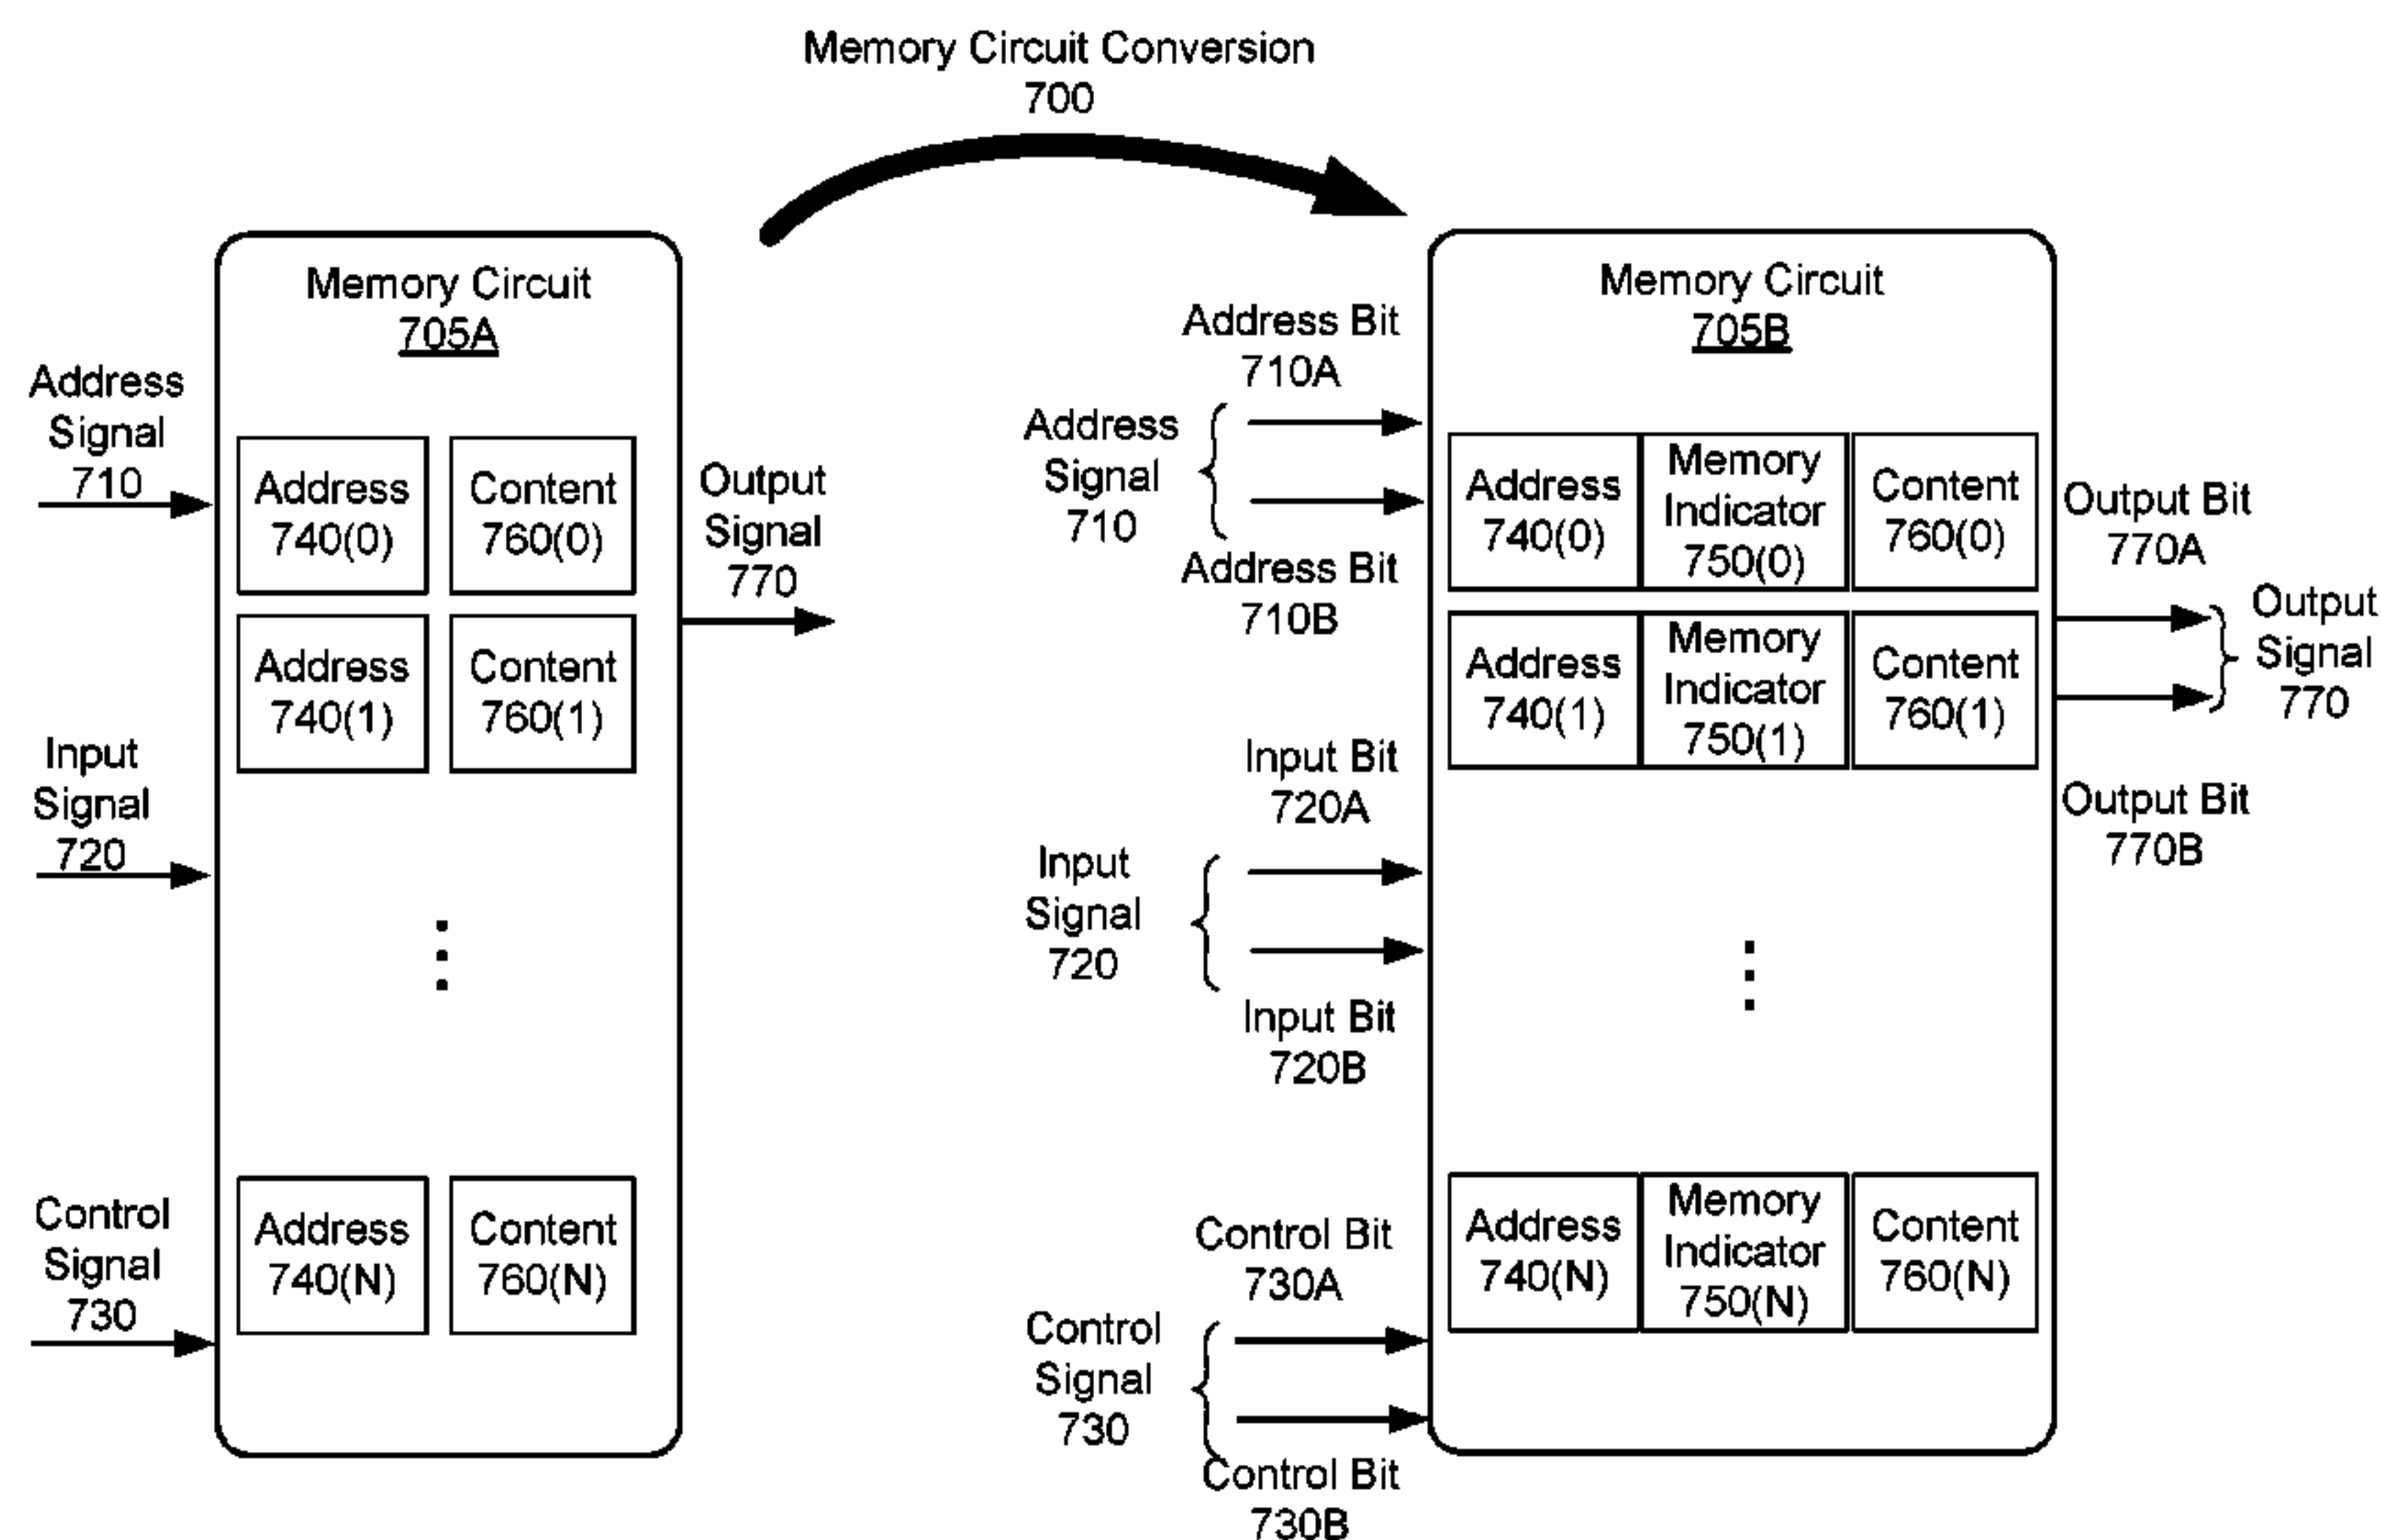 Memory Circuit Conversion
700
Memory Circuit
705A
Address
Signal
710
Input
Signal
720
Control
Signal
730
Address
740(0)
Content
760(0)
Address
740(1)
Content
760(1)
Address
740(N)
Content
760(N)
Output
Signal
770
Memory Circuit
705B
Address Bit
710A
Address
Signal
710
Address Bit
710B
Input Bit
720A
Input
Signal
720
Input Bit
720B
Control Bit
730A
Control
Signal
730
Control Bit
730B
Address
740(0)
Memory
Indicator
750(0)
Content
760(0)
Address
740(1)
Memory
Indicator
750(1)
Content
760(1)
Address
740(N)
Memory
Indicator
750(N)
Content
760(N)
Output Bit
770A
Output
Signal
770
Output Bit
770B